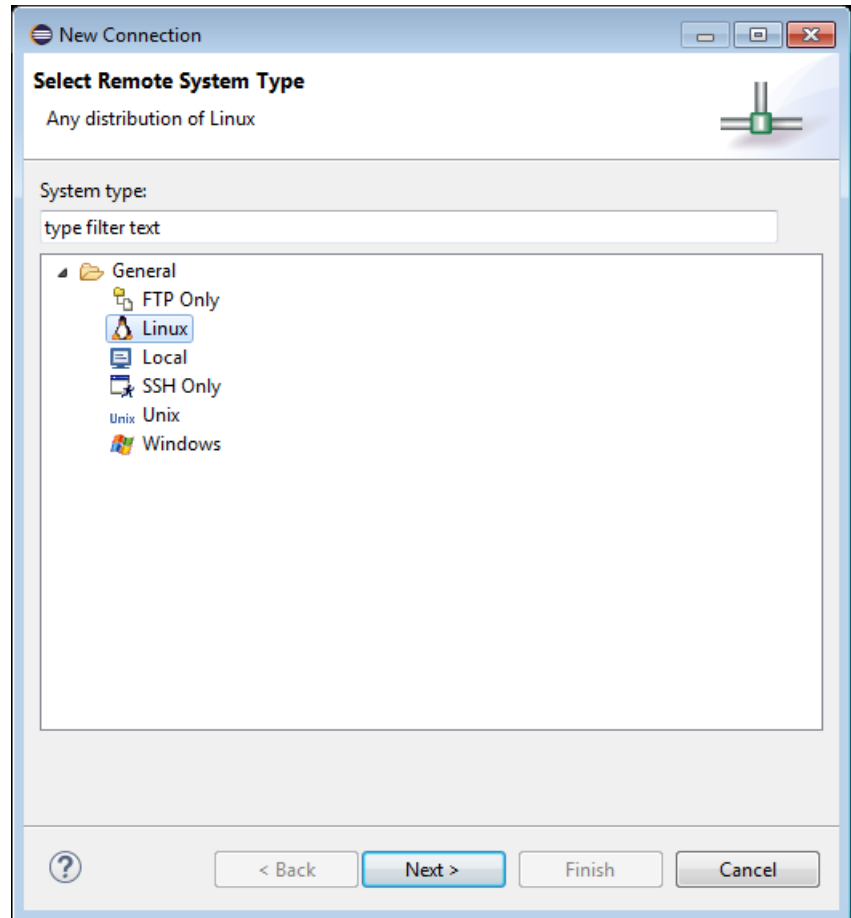 New Connection
Select Remote System Type
Any distribution of Linux
System type:
type filter text
General
FTP Only
Linux
Local
SSH Only
Unix Unix
Windows
?
< Back Next > Finish Cancel